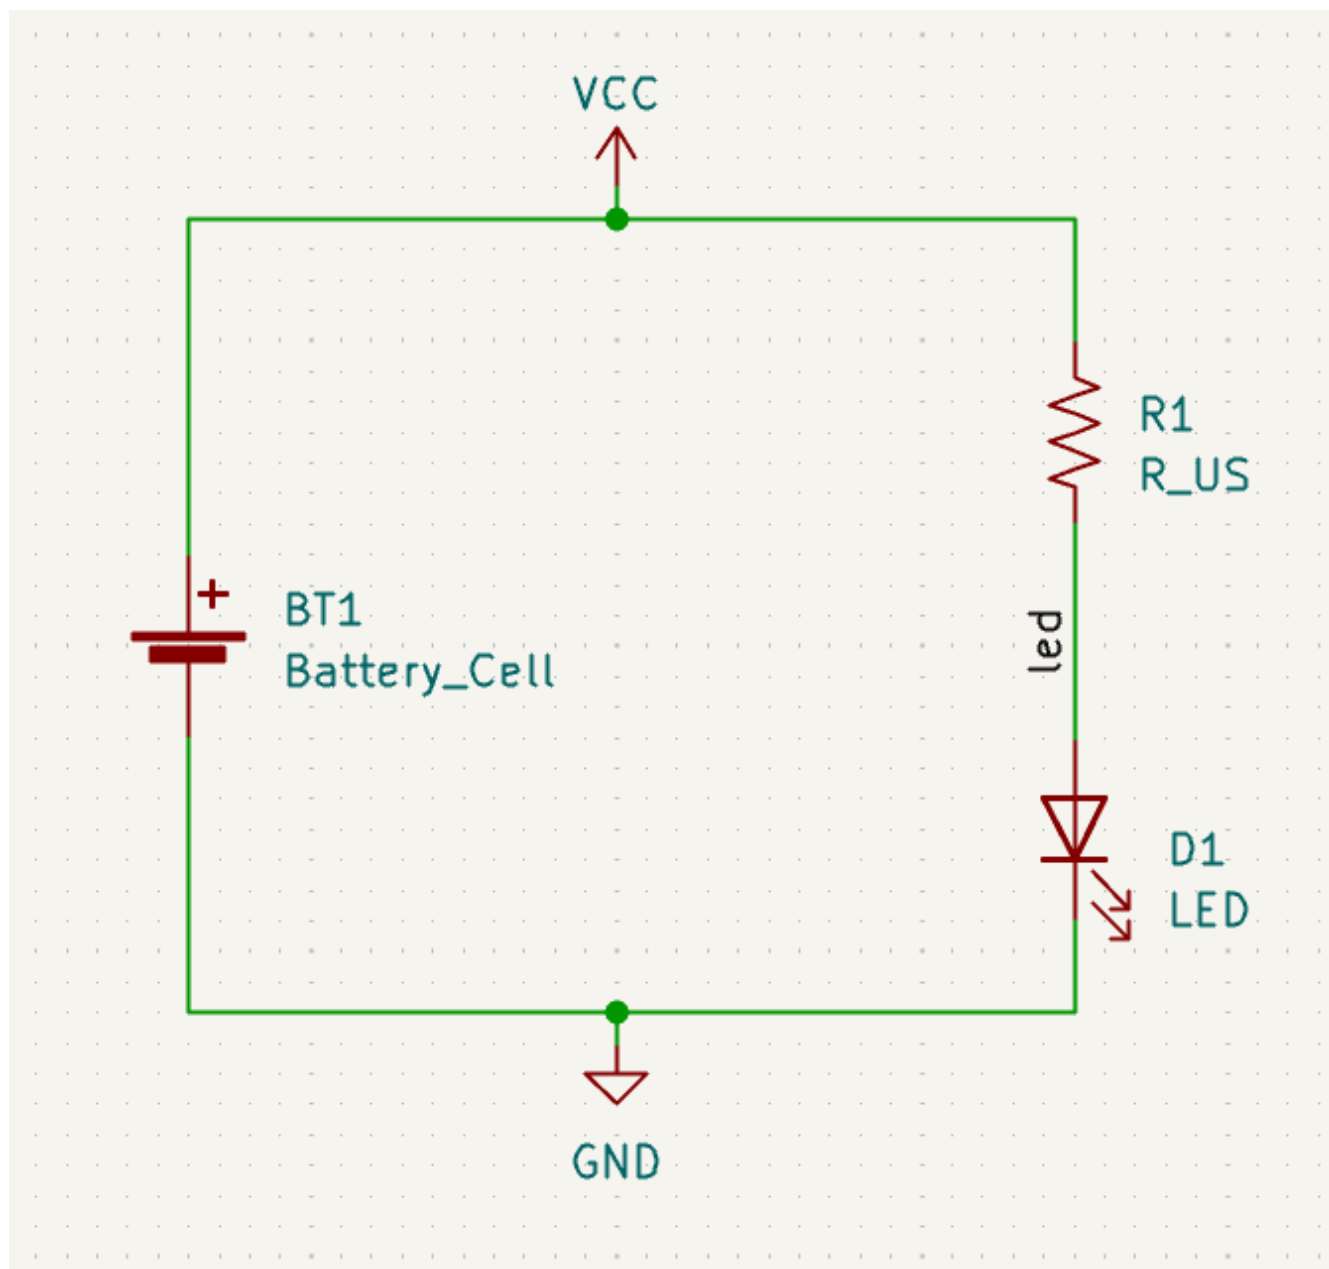 VCC
R1
R_US
BT1
Battery_Cell
led
D1
LED
GND